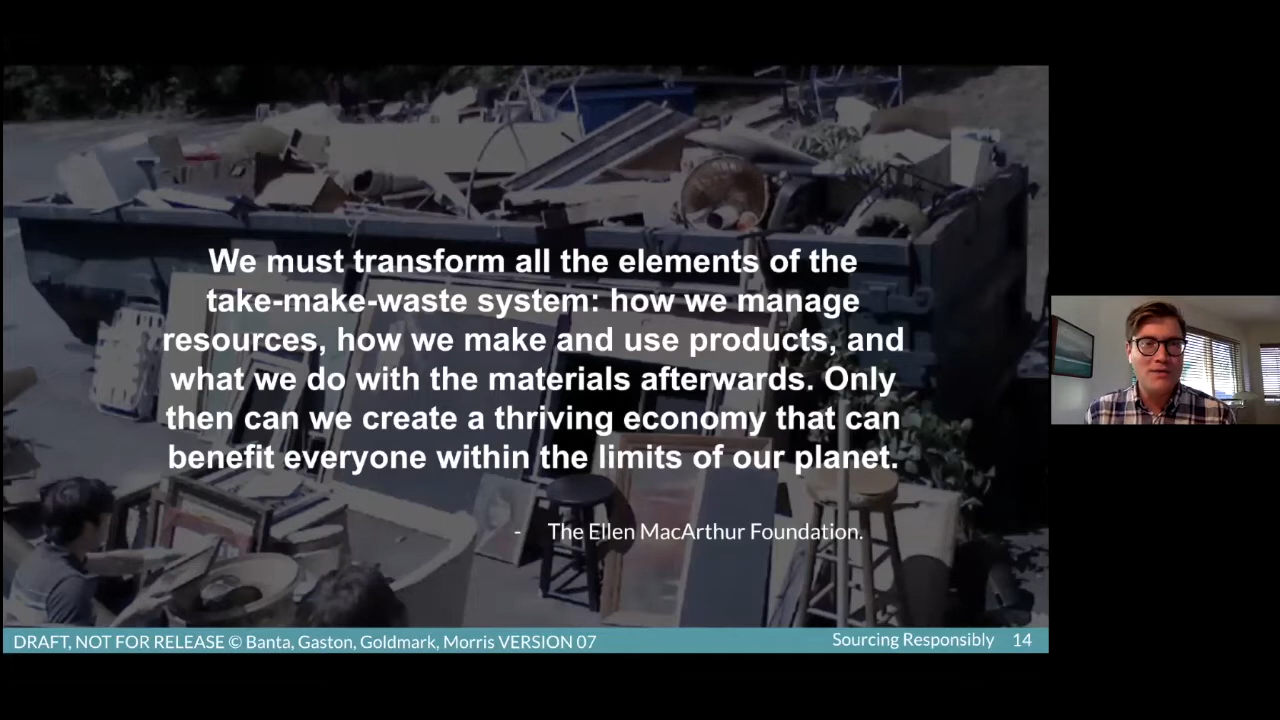 We must transform all the elements of the
take-make-waste system: how we manage
resources, how we make and use products, and
what we do with the materials afterwards. Only
then can we create a thriving economy that can
benefit everyone within the limits of our planet.
- The Ellen MacArthur Foundation.
DRAFT, NOT FOR RELEASE © Banta, Gaston, Goldmark, Morris VERSION 07
Sourcing Responsibly 14